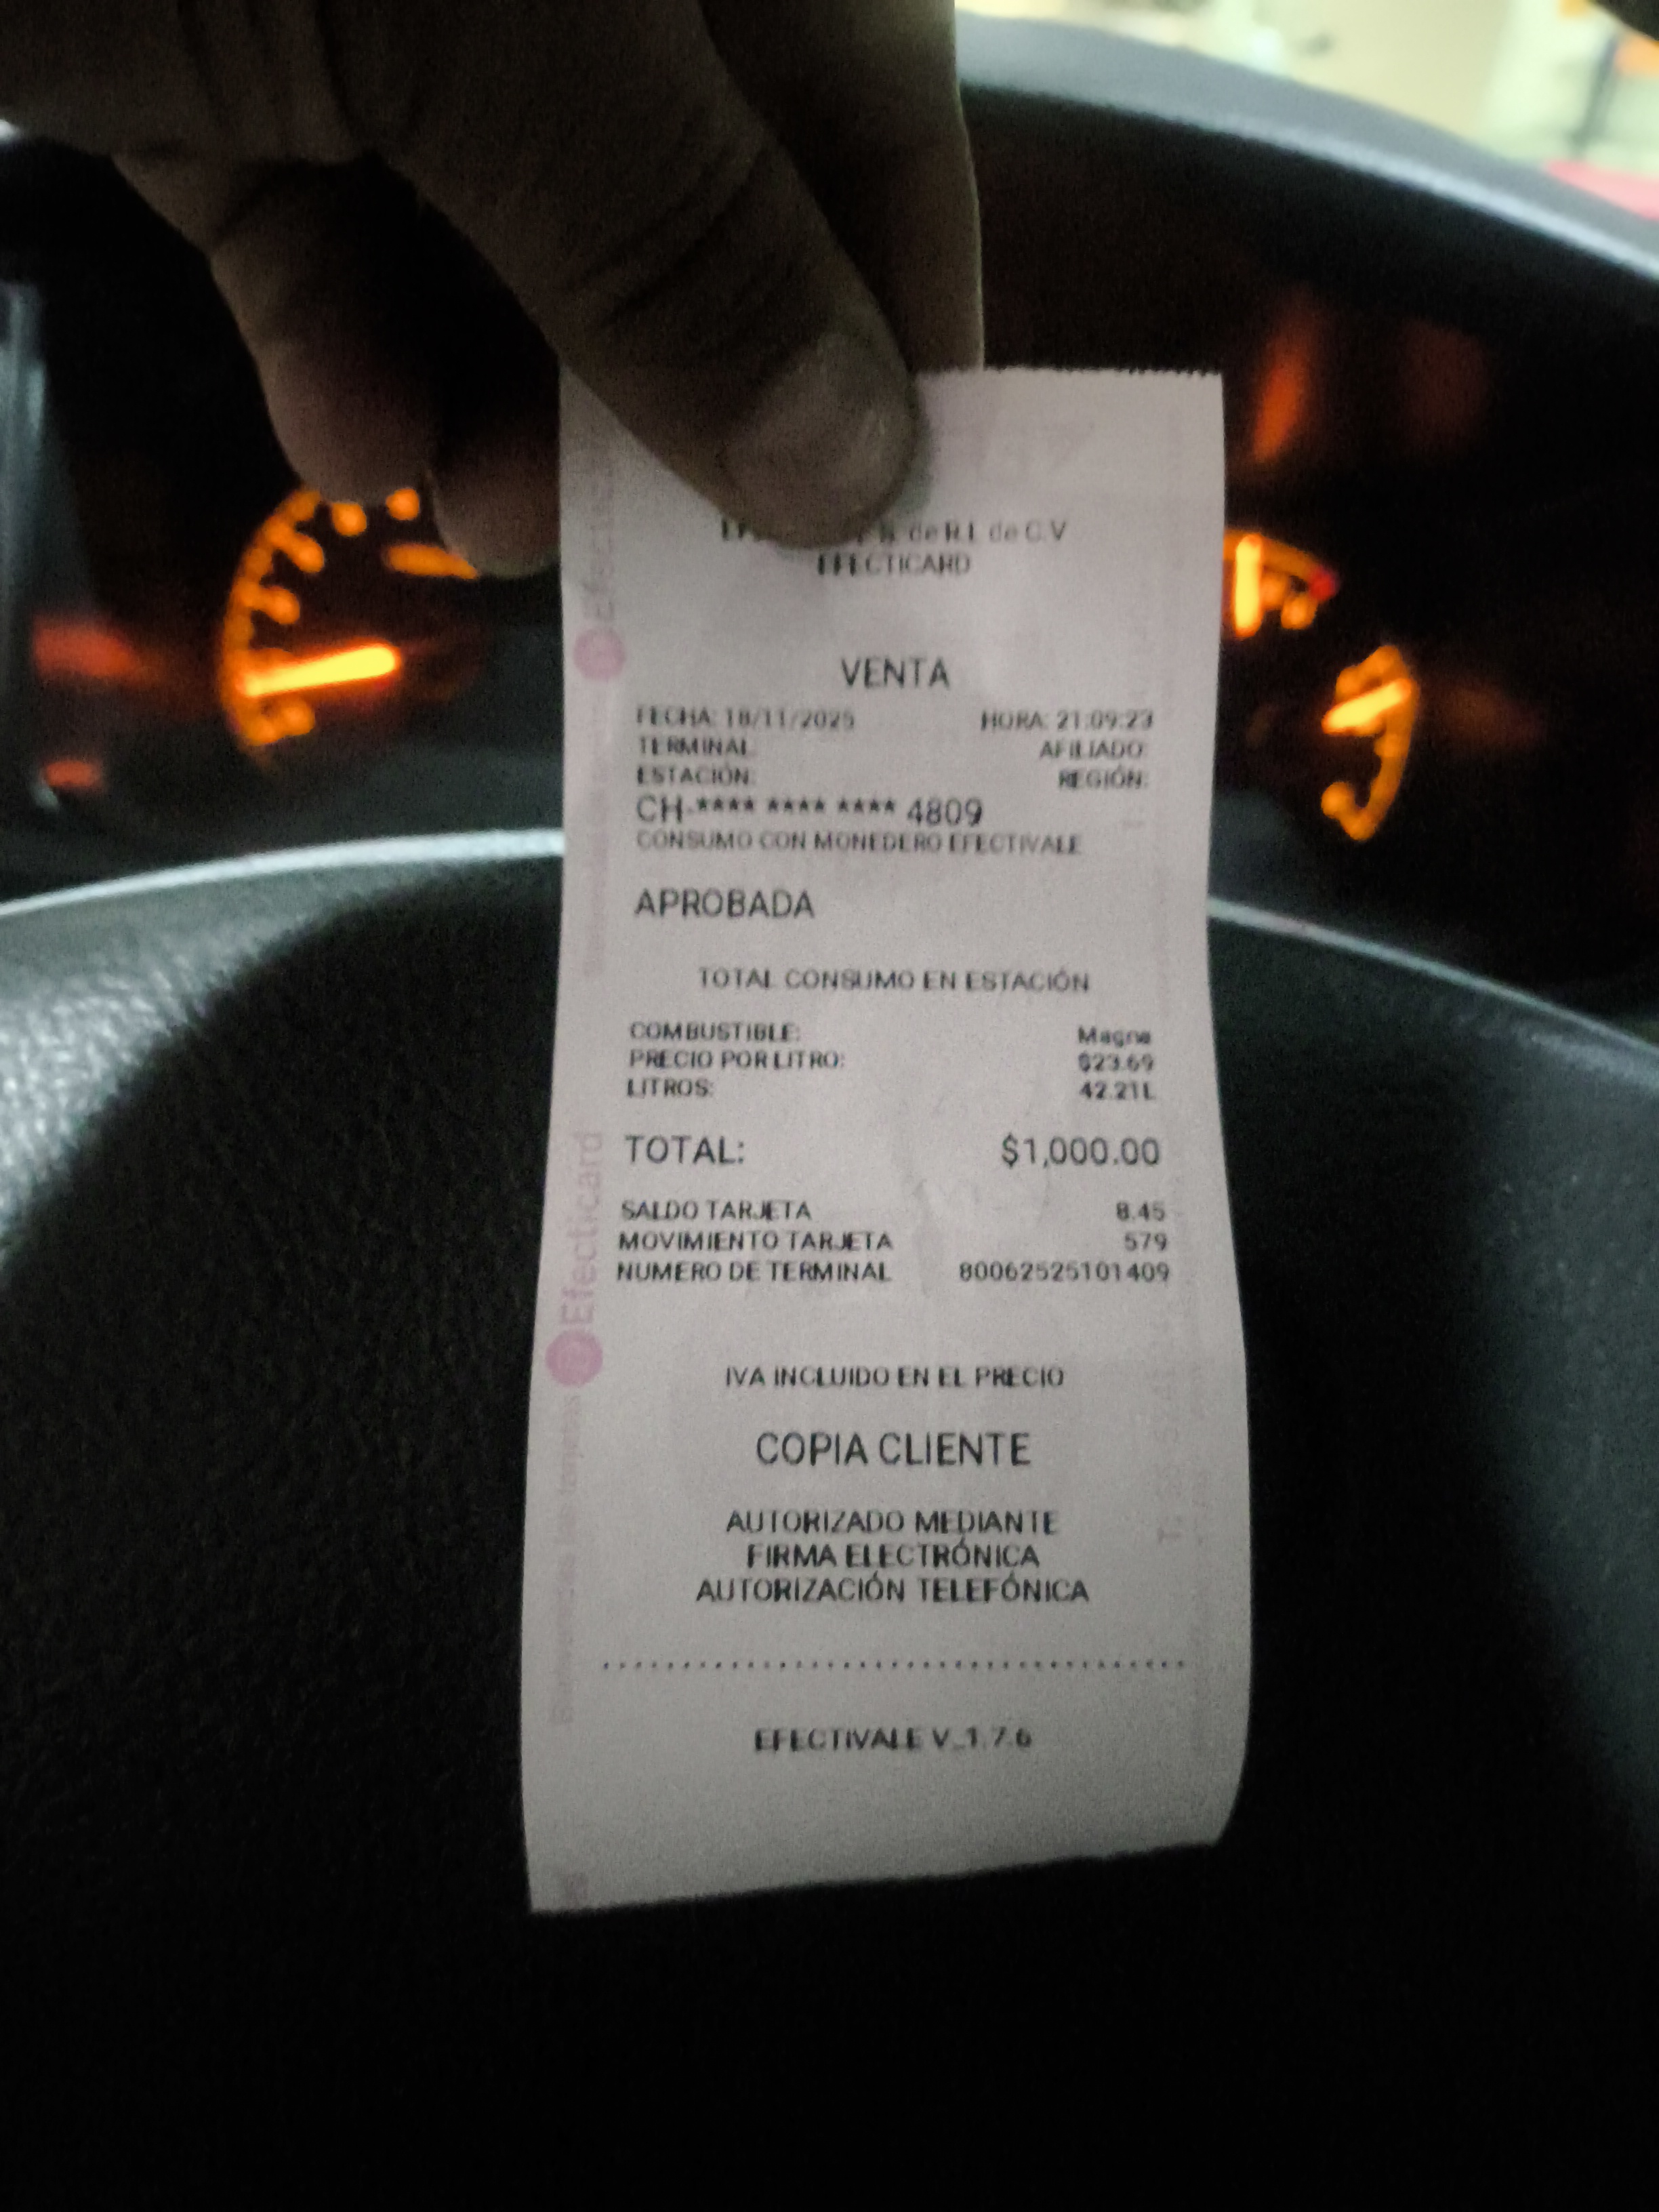 de R.L de C.V
EFECTICARD
VENTA
FECHA: 18/11/2025 HORA: 21:09:23
TERMINAL: AFILIADO:
ESTACIÓN: REGIÓN:
CH-**** **** **** 4809
CONSUMO CON MONEDERO EFECTIVALE
APROBADA
TOTAL CONSUMO EN ESTACIÓN
COMBUSTIBLE: Magna
PRECIO POR LITRO: $23.69
LITROS: 42.21L
TOTAL: $1,000.00
SALDO TARJETA 8.45
MOVIMIENTO TARJETA 579
NUMERO DE TERMINAL 80062525101409
IVA INCLUIDO EN EL PRECIO
COPIA CLIENTE
AUTORIZADO MEDIANTE
FIRMA ELECTRÓNICA
AUTORIZACIÓN TELEFÓNICA
EFECTIVALE V_1.7.6
Efecticard